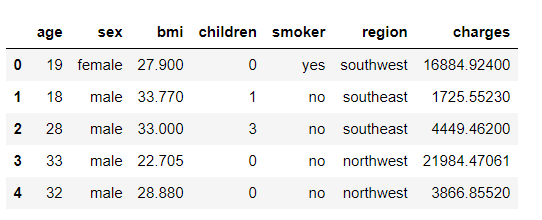 age sex bmi children smoker region charges
0 19 female 27.900 0 yes southwest 16884.92400
1 18 male 33.770 1 no southeast 1725.55230
2 28 male 33.000 3 no southeast 4449.46200
3 33 male 22.705 0 no northwest 21984.47061
4 32 male 28.880 0 no northwest 3866.85520